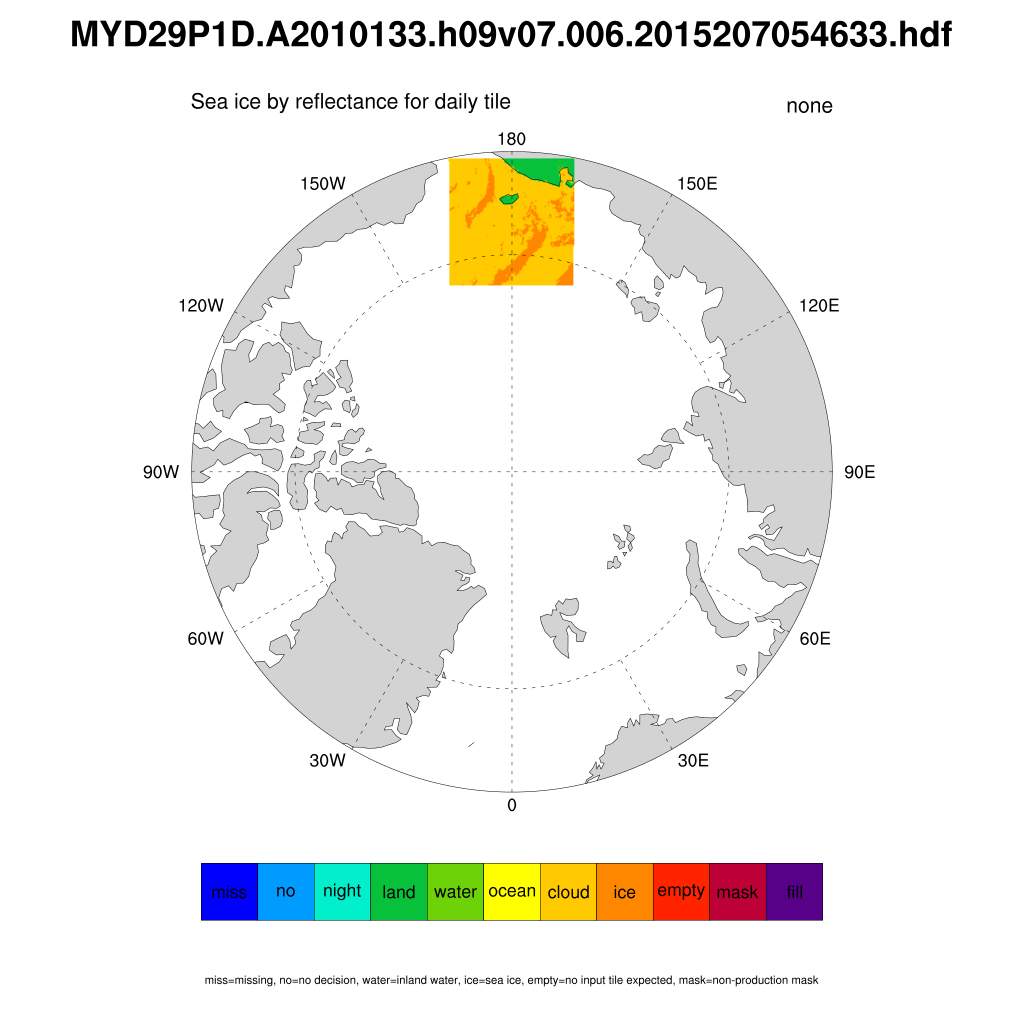 MYD29P1D.A2010133.h09v07.006.2015207054633.hdf
Sea ice by reflectance for daily tile
none
180
150W
150E
120W
120E
90W
90E
60W
60E
30W
30E
0
miss no night land water ocean cloud ice empty mask fill
miss=missing, no=no decision, water=inland water, ice=sea ice, empty=no input tile expected, mask=non-production mask